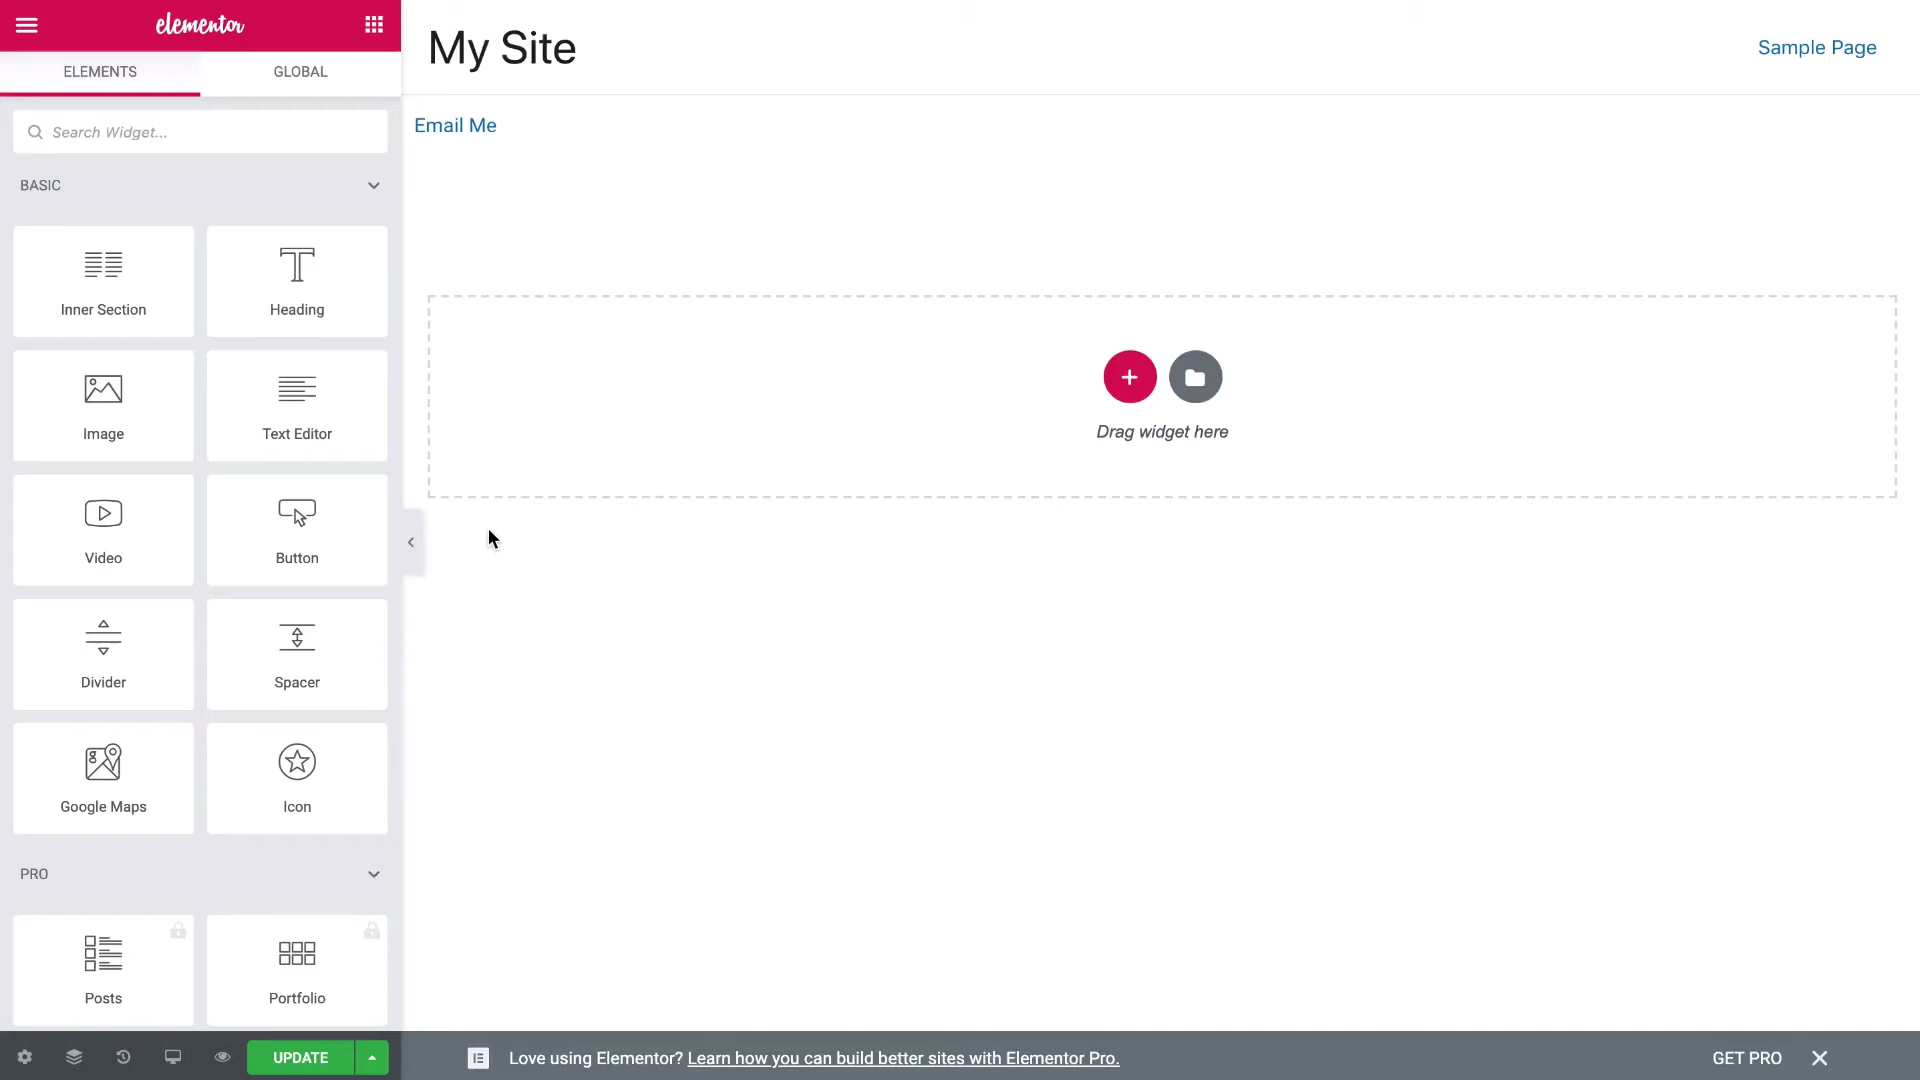 elementor
ELEMENTS
GLOBAL
Search Widget...
BASIC
Inner Section
Heading
Image
Text Editor
Video
Button
Divider
Spacer
Google Maps
Icon
PRO
Posts
Portfolio
UPDATE
My Site
Sample Page
Email Me
Drag widget here
Love using Elementor? Learn how you can build better sites with Elementor Pro.
GET PRO